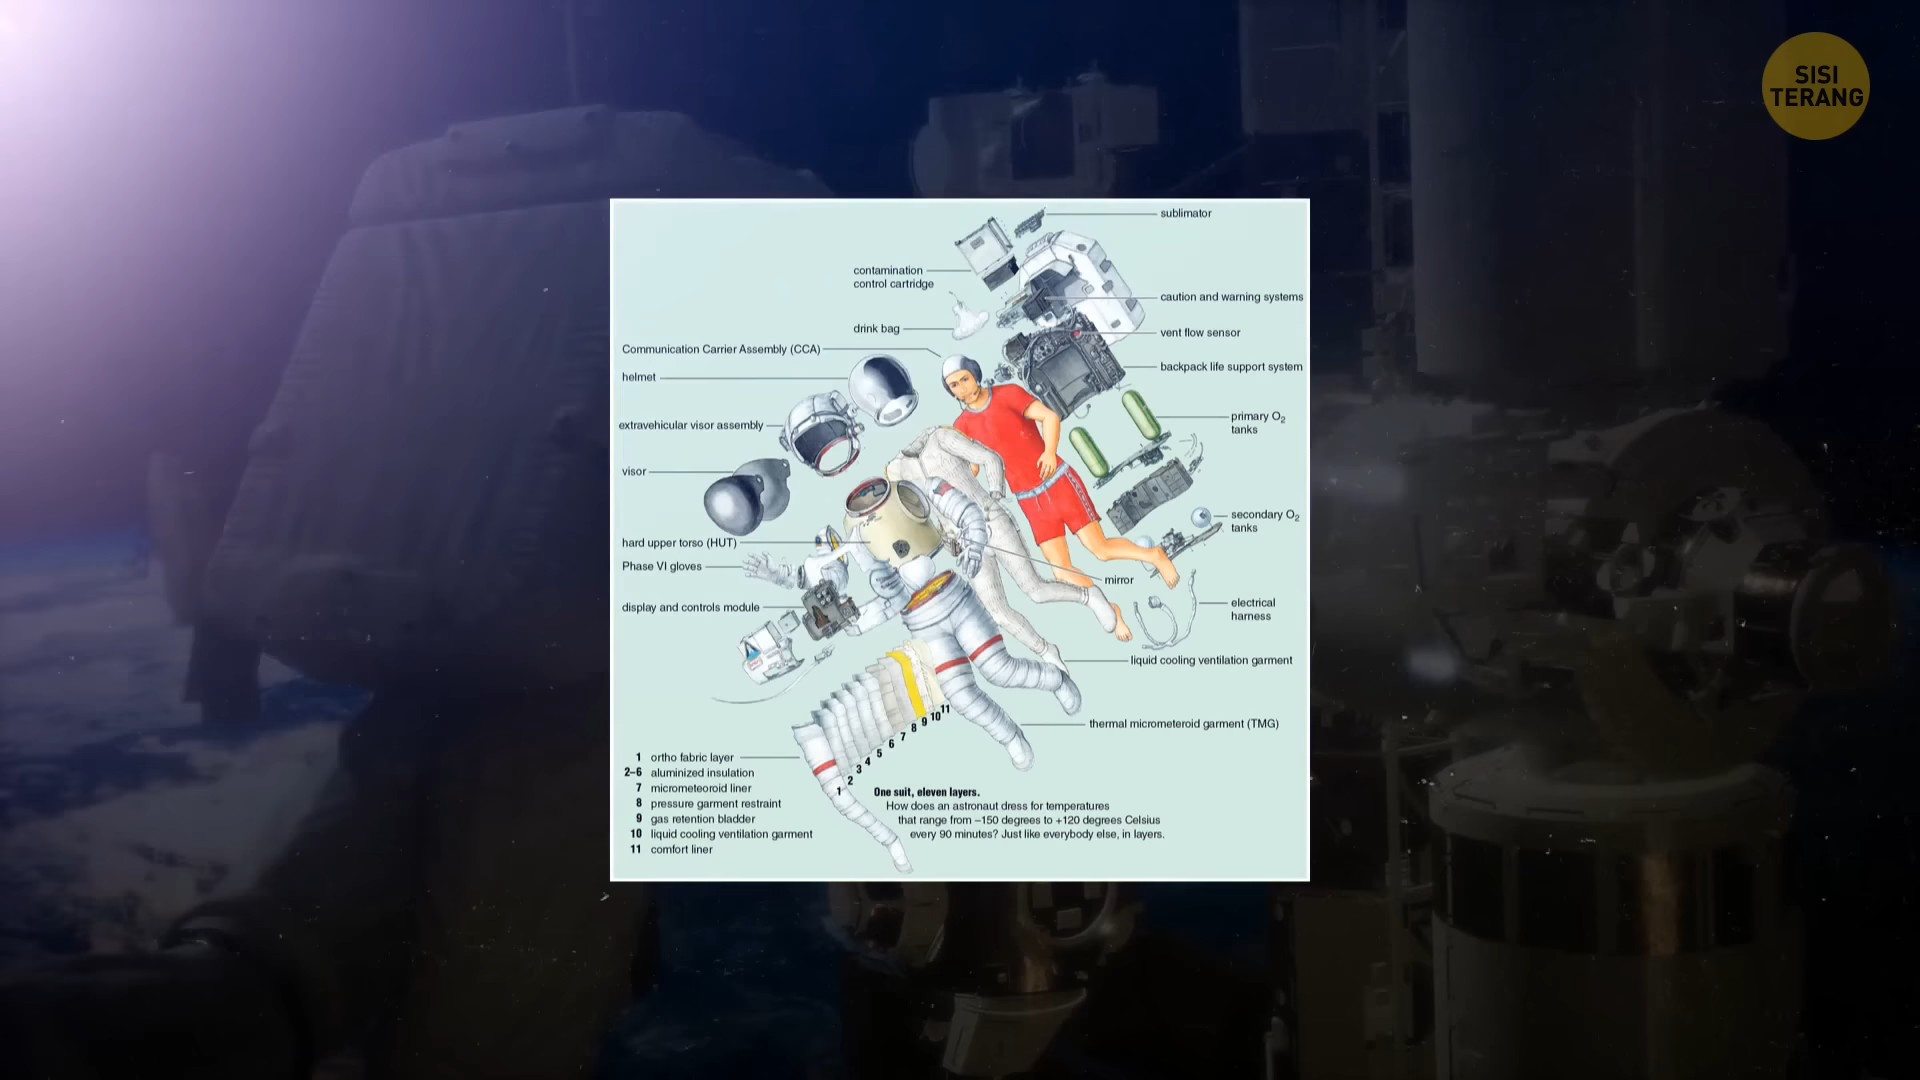 SISI
TERANG
sublimator
contamination
control cartridge
caution and warning systems
drink bag
vent flow sensor
Communication Carrier Assembly (CCA)
backpack life support system
helmet
primary O₂
tanks
extravehicular visor assembly
visor
secondary O₂
tanks
hard upper torso (HUT)
Phase VI gloves
mirror
display and controls module
electrical
harness
liquid cooling ventilation garment
thermal micrometeroid garment (TMG)
1 ortho fabric layer
2–6 aluminized insulation
7 micrometeoroid liner
8 pressure garment restraint
9 gas retention bladder
10 liquid cooling ventilation garment
11 comfort liner
1 2 3 4 5 6 7 8 9 10 11
One suit, eleven layers.
How does an astronaut dress for temperatures
that range from –150 degrees to +120 degrees Celsius
every 90 minutes? Just like everybody else, in layers.